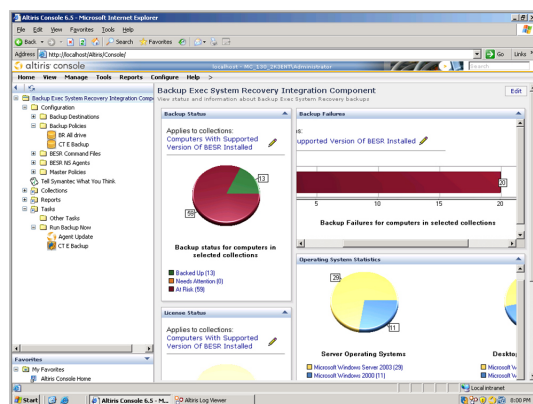 Altiris Console 6.5 - Microsoft Internet Explorer
File Edit View Favorites Tools Help
Back Search Favorites
Address http://localhost/Altiris/Console/ Go Links
altiris console localhost - Search
Home View Manage Tools Reports Configure Help >
Backup Exec System Recovery Integration Comp
Configuration
Backup Destinations
Backup Policies
BR All drive
CT E Backup
BESR Command Files
BESR NS Agents
Master Policies
Tell Symantec What You Think
Collections
Reports
Tasks
Other Tasks
Run Backup Now
Agent Update
CT E Backup
Favorites
My Favorites
Altiris Console Home
Backup Exec System Recovery Integration Component
Edit
View status and information about Backup Exec System Recovery backups
Backup Status
Applies to collections:
Computers With Supported
Version Of BESR Installed
13
59
Backup status for computers in
selected collections
Backed Up (13)
Needs Attention (0)
At Risk (59)
License Status
Applies to collections:
Computers With Supported
Version Of BESR Installed
Backup Failures
ns:
upported Version Of BESR Installed
20
5 10 15 20
Backup Failures for computers in selected collections
Operating System Statistics
29
11
Server Operating Systems
Deskto
Microsoft Windows Server 2003 (29)
Microsoft Windows 2000 (11)
Microsoft W
Microsoft W
Local intranet
Start
Altiris Console 6.5 - M...
Altiris Log Viewer
8:00 PM